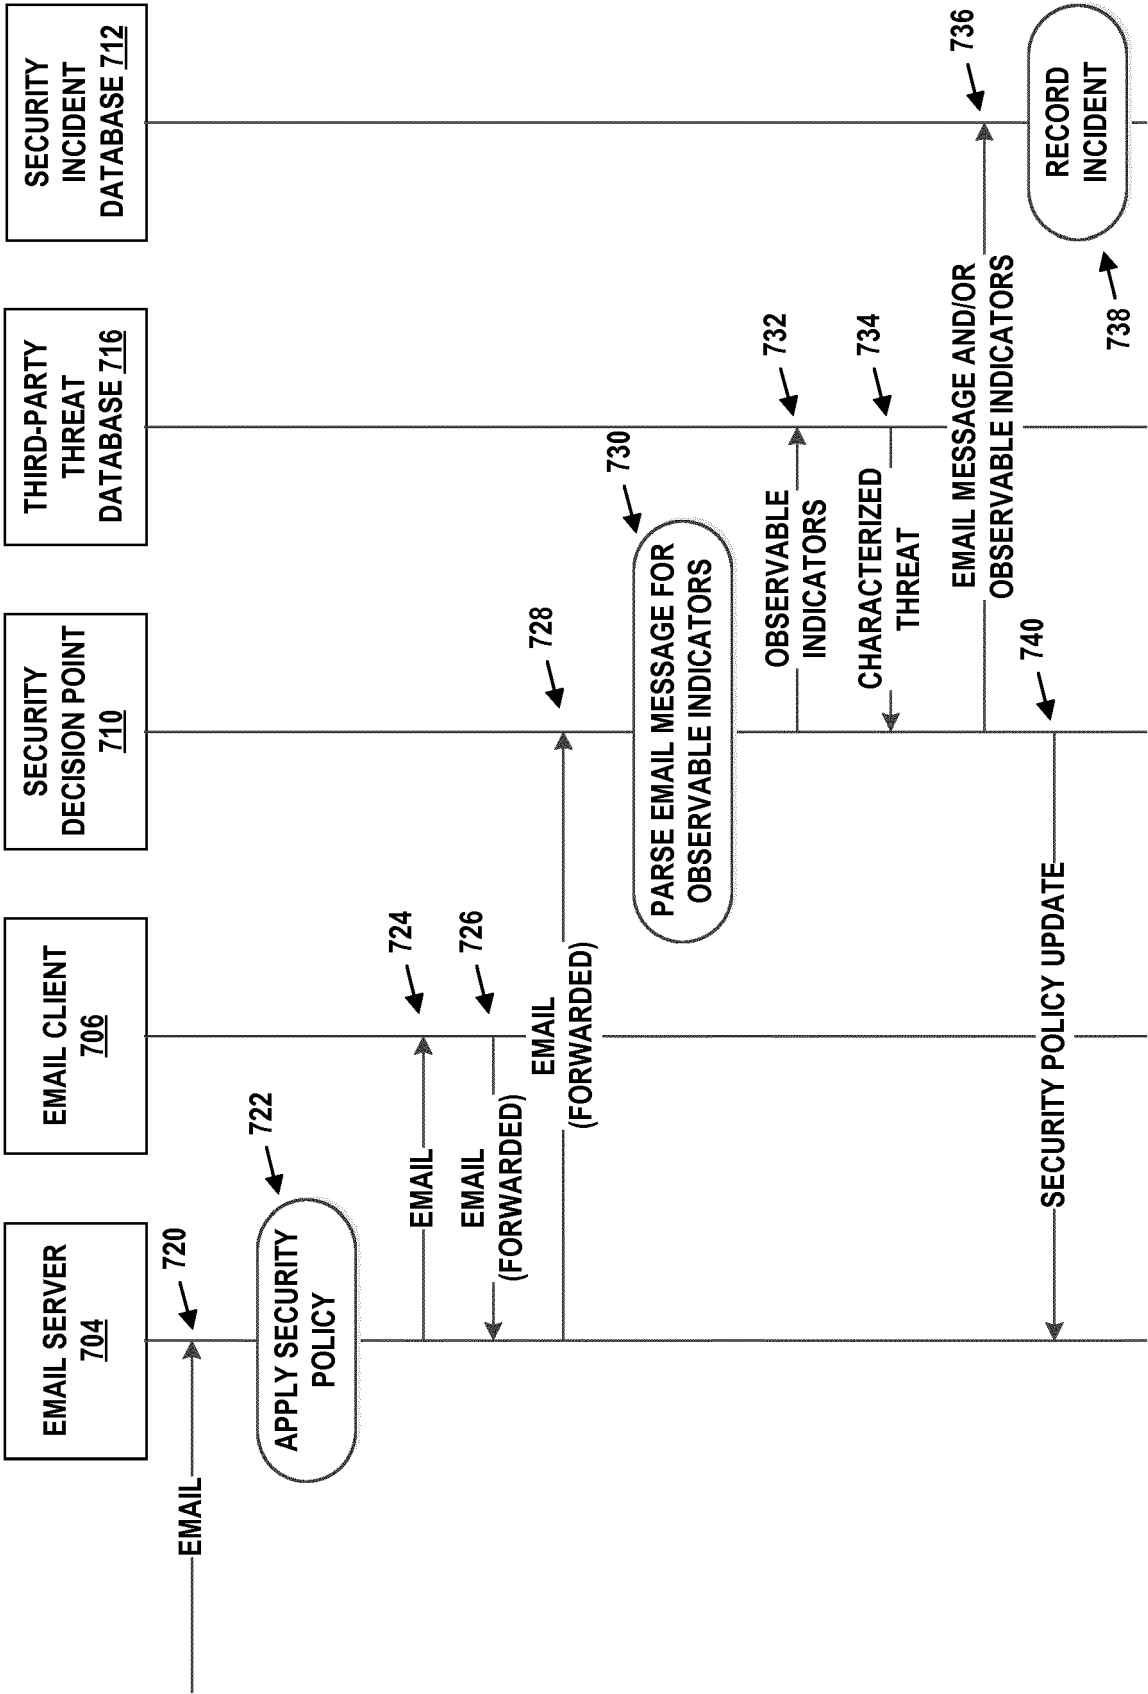 EMAIL SERVER
704
EMAIL CLIENT
706
SECURITY
DECISION POINT
710
THIRD-PARTY
THREAT
DATABASE 716
SECURITY
INCIDENT
DATABASE 712
EMAIL
720
APPLY SECURITY
POLICY
722
EMAIL
724
EMAIL
(FORWARDED)
726
EMAIL
(FORWARDED)
728
PARSE EMAIL MESSAGE FOR
OBSERVABLE INDICATORS
730
OBSERVABLE
INDICATORS
732
CHARACTERIZED
THREAT
734
EMAIL MESSAGE AND/OR
OBSERVABLE INDICATORS
736
RECORD
INCIDENT
738
SECURITY POLICY UPDATE
740